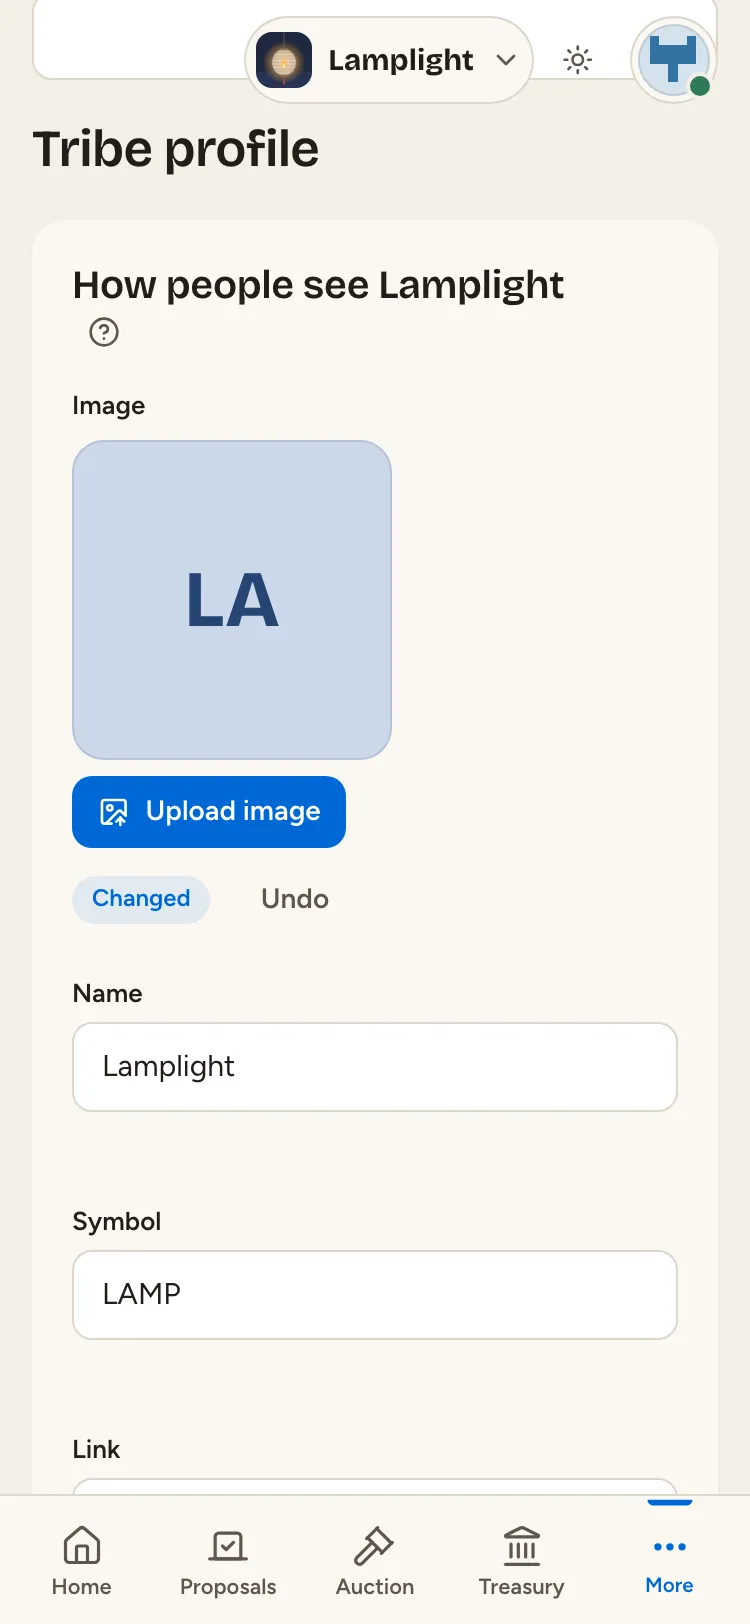 Lamplight
Tribe profile
How people see Lamplight
Image
LA
Upload image
Changed
Undo
Name
Lamplight
Symbol
LAMP
Link
Home
Proposals
Auction
Treasury
More